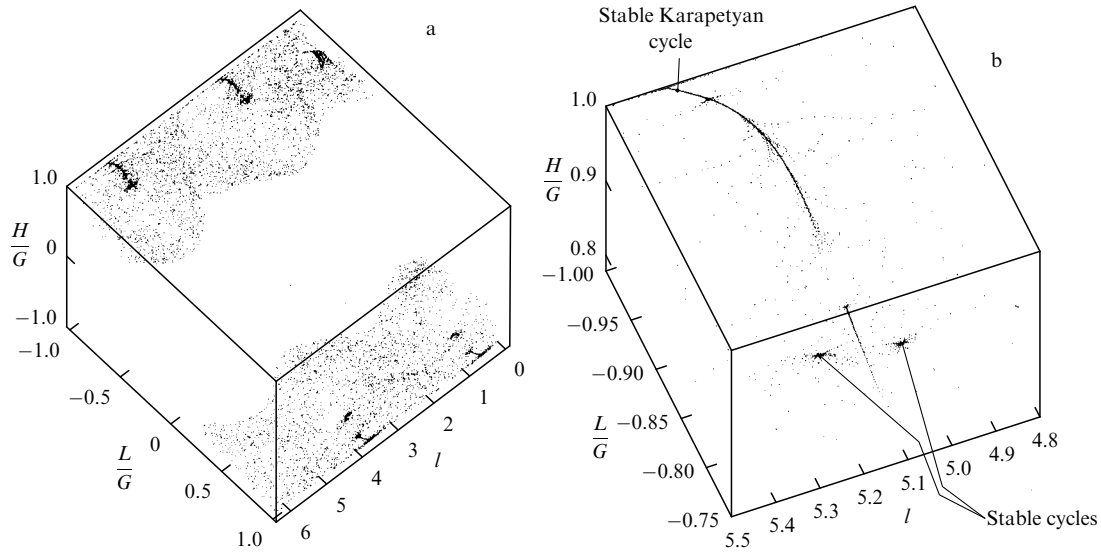 a
1.0
H
G
0
−1.0
−1.0
−0.5
0
L
G
0.5
1.0
6
5
4
3
l
2
1
0
Stable Karapetyan
cycle
b
1.0
H
G
0.9
0.8
−1.00
−0.95
−0.90
L
G
−0.85
−0.80
−0.75
5.5
5.4
5.3
5.2
l
5.1
5.0
4.9
4.8
Stable cycles